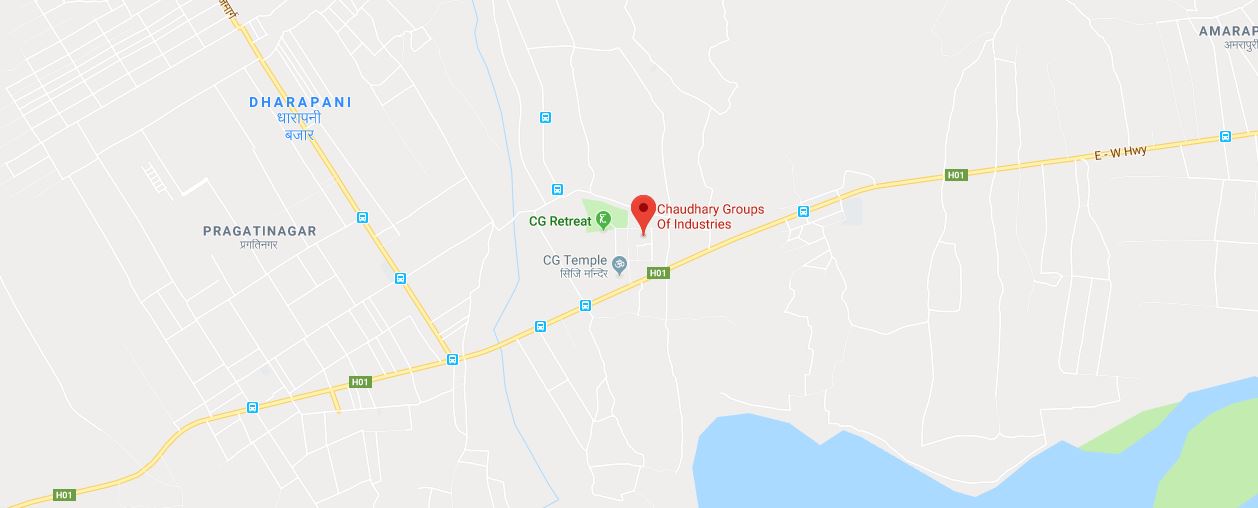 AMARAP
अमरापुरी
DHARAPANI
धारापनी
बजार
E - W Hwy
H01
CG Retreat
Chaudhary Groups
Of Industries
PRAGATINAGAR
प्रगतिनगर
CG Temple
सिजि मन्दिर
H01
H01
H01